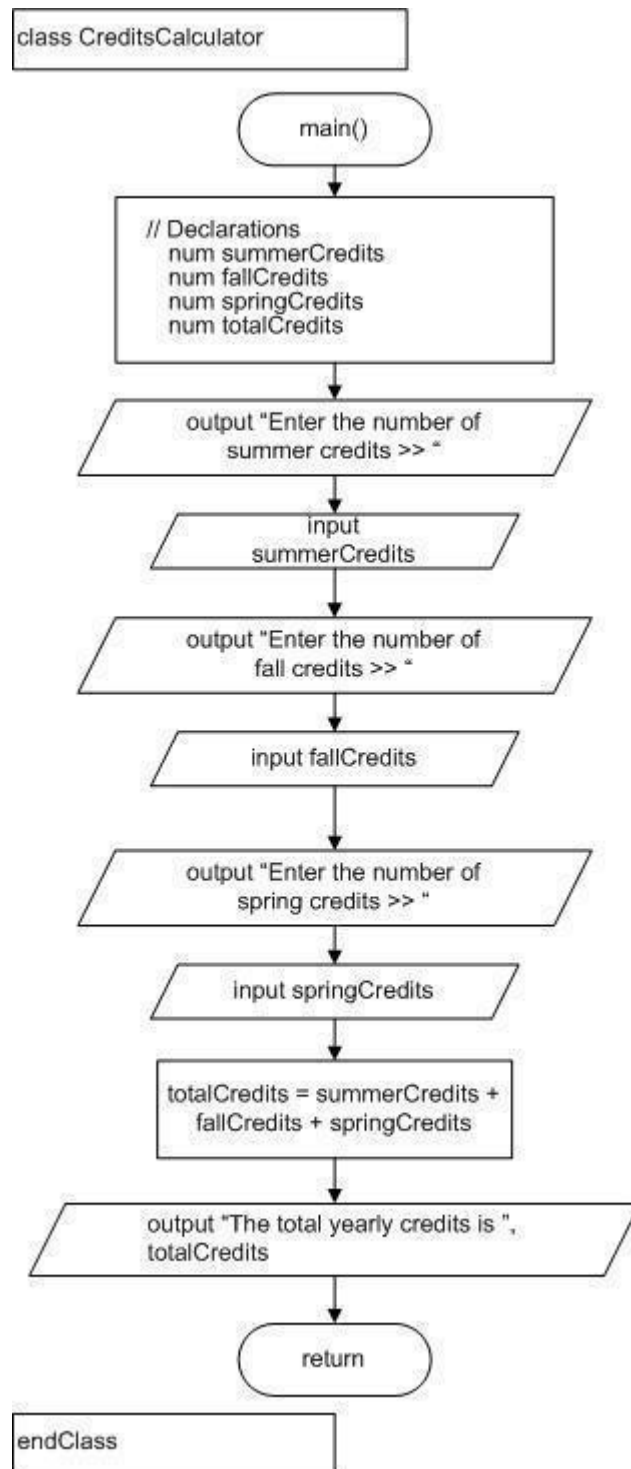 class CreditsCalculator
main()
// Declarations
num summerCredits
num fallCredits
num springCredits
num totalCredits
output “Enter the number of
summer credits >> “
input
summerCredits
output “Enter the number of
fall credits >> “
input fallCredits
output “Enter the number of
spring credits >> “
input springCredits
totalCredits = summerCredits +
fallCredits + springCredits
output “The total yearly credits is ”,
totalCredits
return
endClass